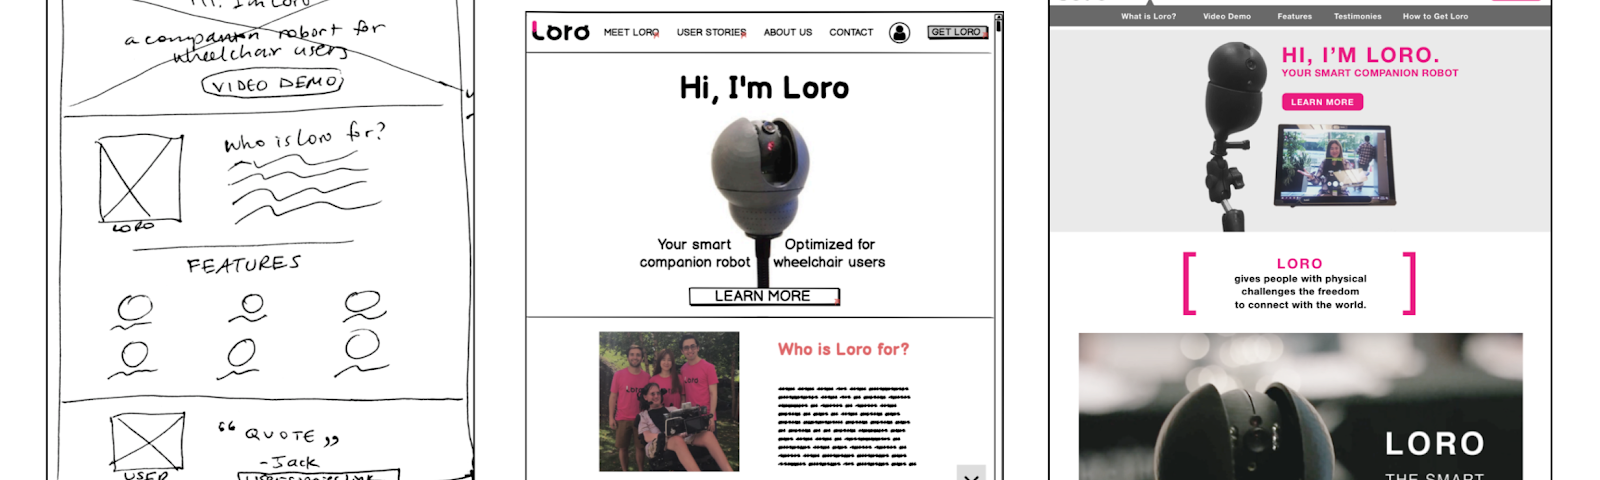 Hi. I'm Loro
a companion robort for
wheelchair users
VIDEO DEMO
Who is Loro for?
LORO
FEATURES
“ QUOTE ”
- Jack
USER
Loro
MEET LORO
USER STORIES
ABOUT US
CONTACT
GET LORO
Hi, I'm Loro
Your smart
companion robot
Optimized for
wheelchair users
LEARN MORE
Who is Loro for?
What is Loro?
Video Demo
Features
Testimonies
How to Get Loro
HI, I'M LORO.
YOUR SMART COMPANION ROBOT
LEARN MORE
[ LORO
gives people with physical
challenges the freedom
to connect with the world. ]
LORO
THE SMART